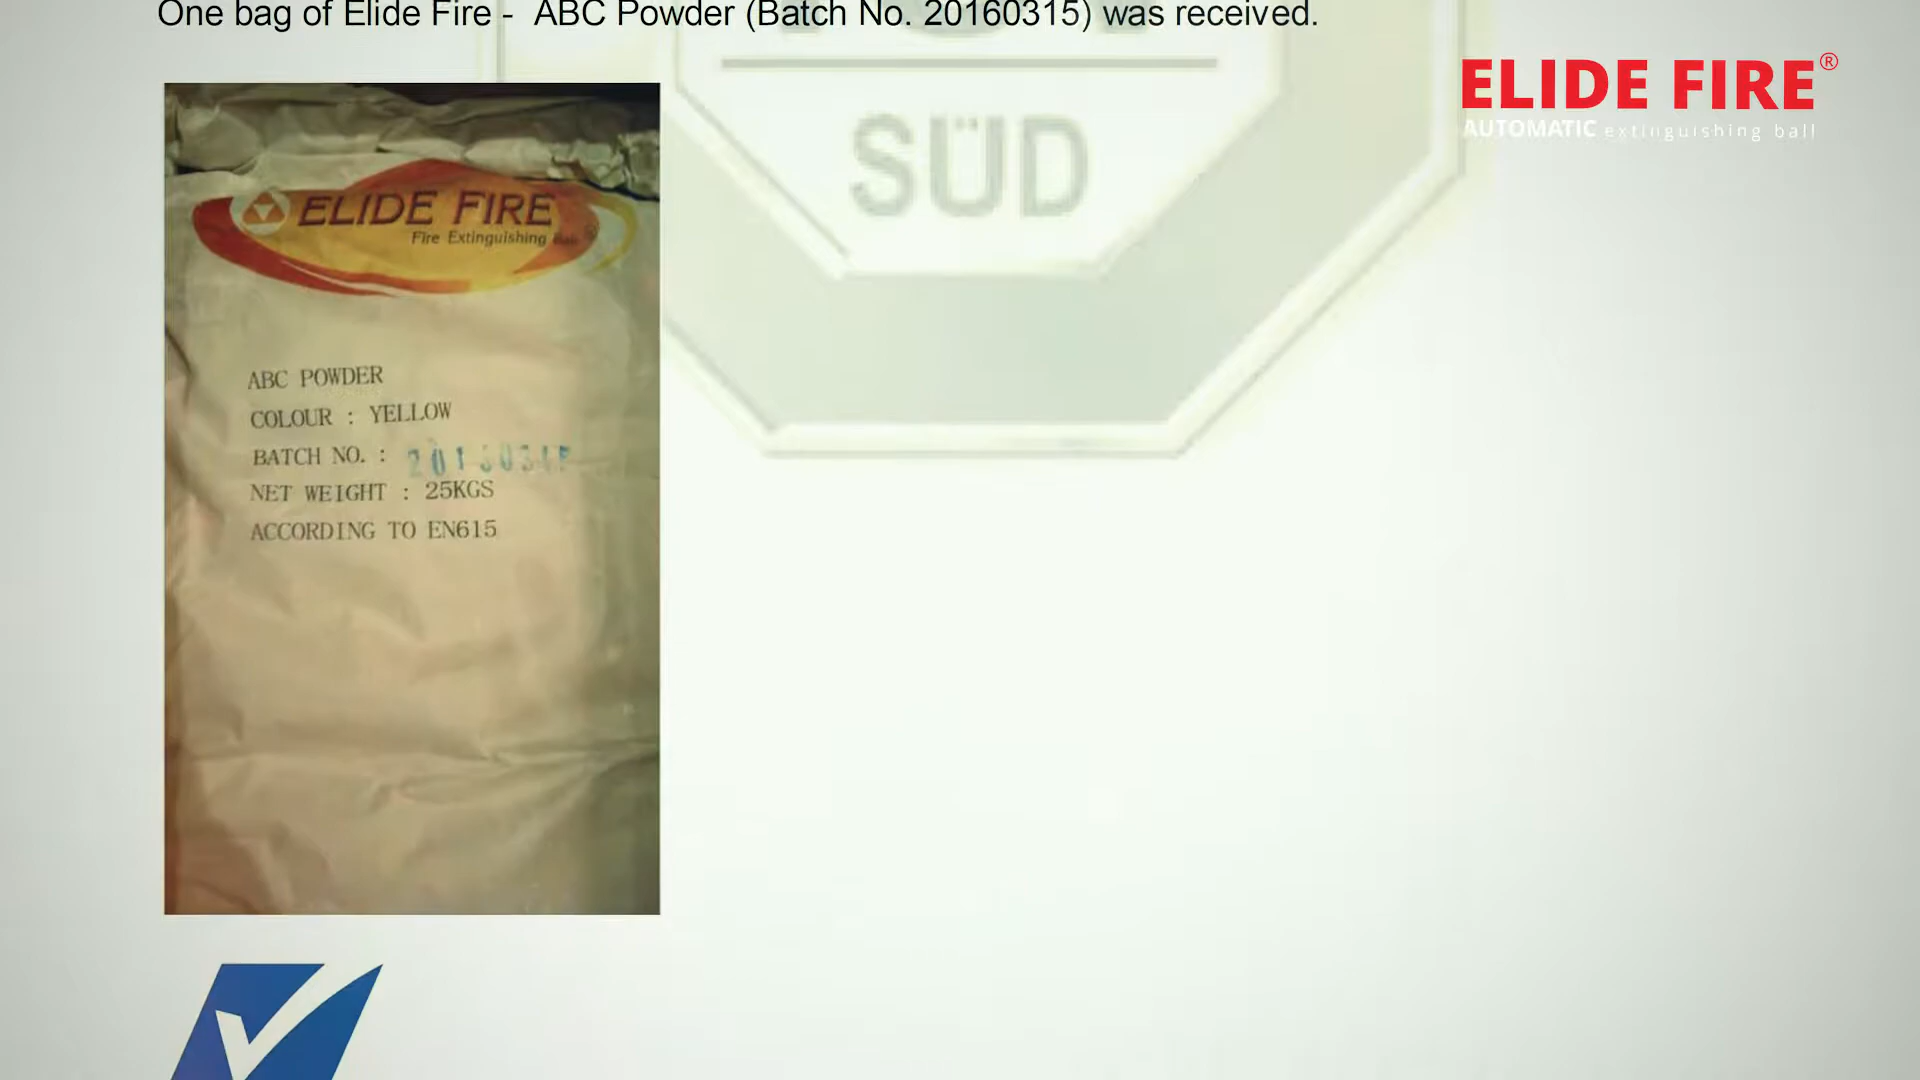 One bag of Elide Fire - ABC Powder (Batch No. 20160315) was received.
ELIDE FIRE®
AUTOMATIC extinguishing ball
SÜD
ELIDE FIRE
Fire Extinguishing Ball ®
ABC POWDER
COLOUR : YELLOW
BATCH NO. :
NET WEIGHT : 25KGS
ACCORDING TO EN615